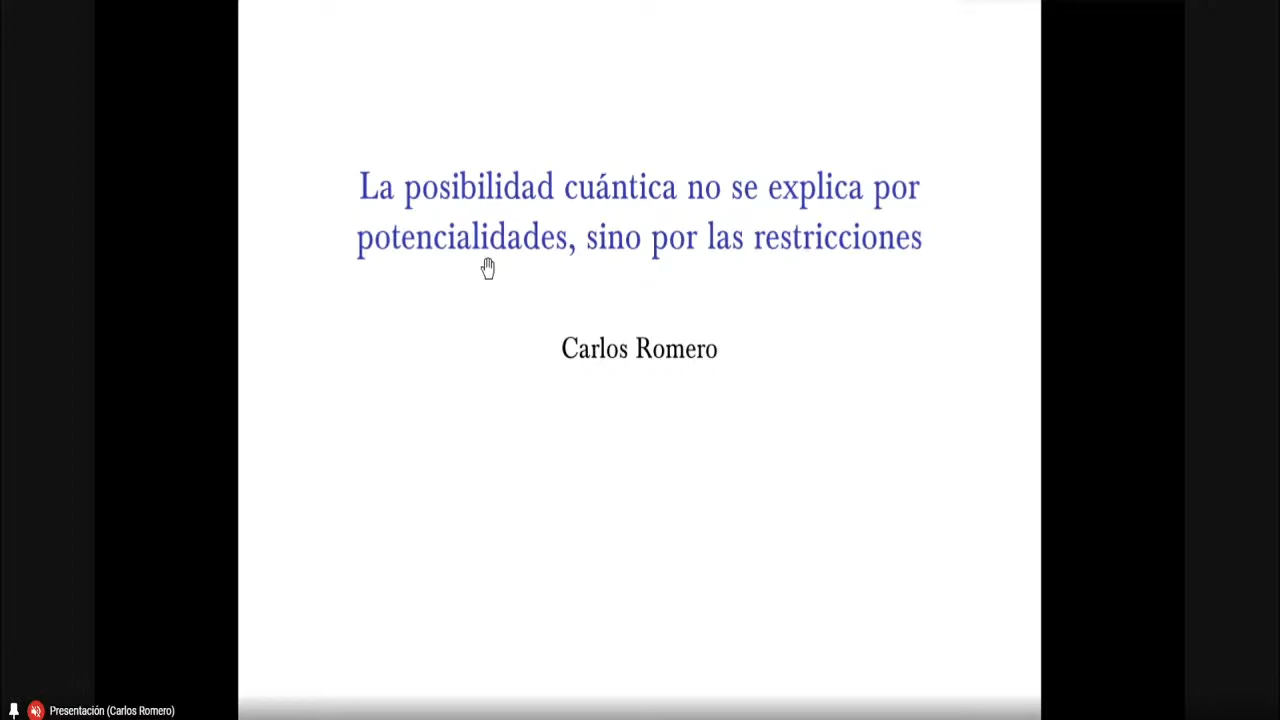 La posibilidad cuántica no se explica por
potencialidades, sino por las restricciones
Carlos Romero
Presentación (Carlos Romero)